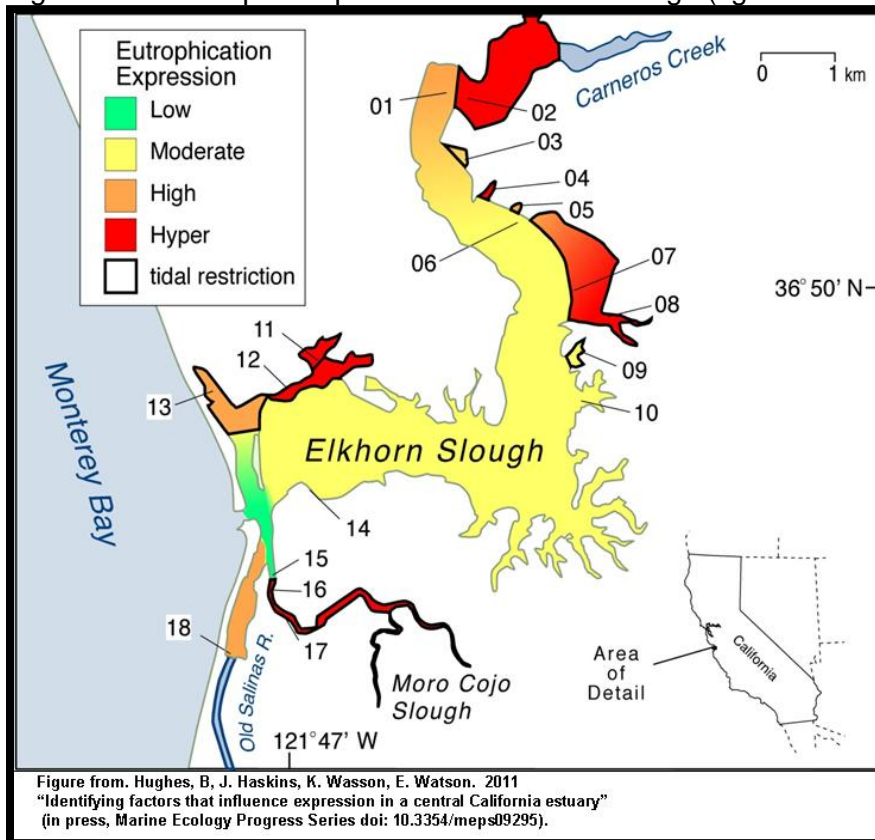 Eutrophication
Expression
Low
Moderate
High
Hyper
tidal restriction
Carneros Creek
0 1 km
01
02
03
04
05
06
07
36° 50' N
08
09
10
11
12
13
Monterey Bay
Elkhorn Slough
14
15
16
17
18
Old Salinas R.
Moro Cojo
Slough
121°47' W
Area
of
Detail
California
Figure from. Hughes, B, J. Haskins, K. Wasson, E. Watson. 2011
“Identifying factors that influence expression in a central California estuary”
(in press, Marine Ecology Progress Series doi: 10.3354/meps09295).